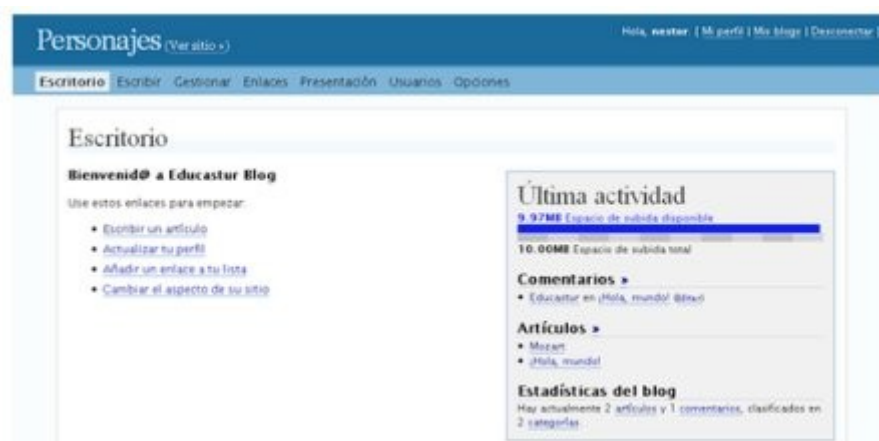 Personajes (Ver sitio »)
Hola, nestor. [ Mi perfil | Mis blogs | Desconectar ]
Escritorio Escribir Gestionar Enlaces Presentación Usuarios Opciones
Escritorio
Bienvenid@ a Educastur Blog
Use estos enlaces para empezar:
• Escribir un artículo
• Actualizar tu perfil
• Añadir un enlace a tu lista
• Cambiar el aspecto de su sitio
Última actividad
9.97MB Espacio de subida disponible
10.00MB Espacio de subida total
Comentarios »
• Educastur en ¡Hola, mundo!
Artículos »
• Mozart
• ¡Hola, mundo!
Estadísticas del blog
Hay actualmente 2 artículos y 1 comentarios, clasificados en
2 categorías